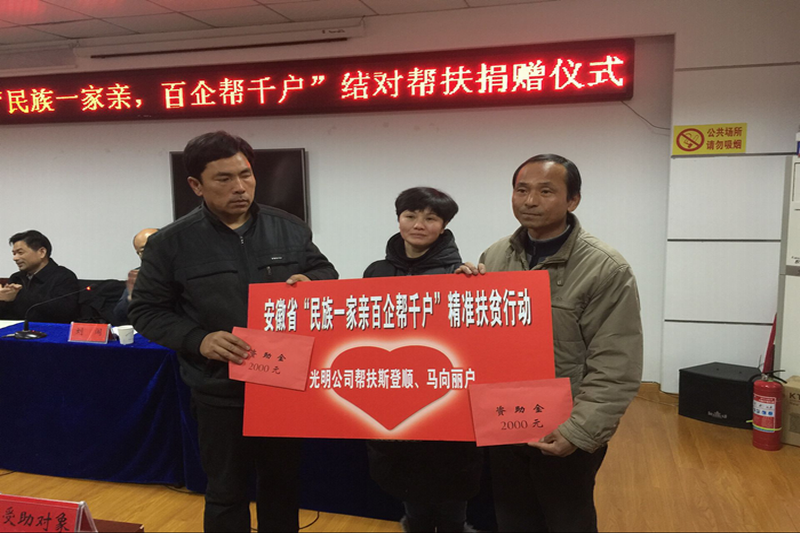 “民族一家亲，百企帮千户”结对帮扶捐赠仪式
公共场所
请勿吸烟
安徽省“民族一家亲百企帮千户”精准扶贫行动
光明公司帮扶斯登顺、马向丽户
资助金
2000元
资助金
2000元
受助对象